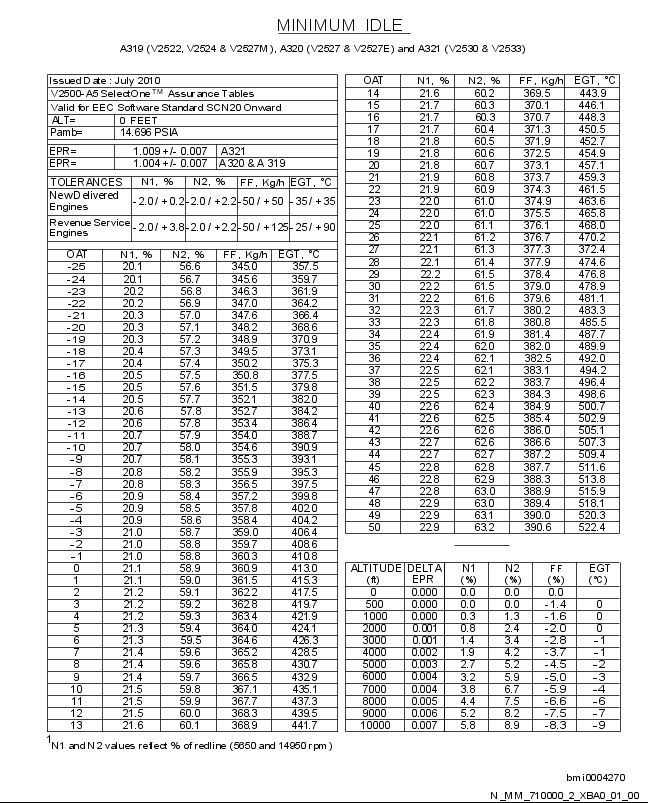 MINIMUM IDLE
A319 (V2522, V2524 & V2527M), A320 (V2527 & V2527E) and A321 (V2530 & V2533)
Issued Date : July 2010
V2500-A5 SelectOne™ Assurance Tables
Valid for EEC Software Standard SCN20 Onward
ALT= 0 FEET
Pamb= 14.696 PSIA
EPR= 1.009 +/- 0.007 A321
EPR= 1.004 +/- 0.007 A320 & A 319
TOLERANCES N1, % N2, % FF, Kg/h EGT, °C
New Delivered Engines -2.0 / +0.2 -2.0 / +2.2 -50 / +50 -35 / +35
Revenue Service Engines -2.0 / +3.8 -2.0 / +2.2 -50 / +125 -25 / +90
OAT N1, % N2, % FF, Kg/h EGT, °C
-25 20.1 56.6 345.0 357.5
-24 20.1 56.7 345.6 359.7
-23 20.2 56.8 346.3 361.9
-22 20.2 56.9 347.0 364.2
-21 20.3 57.0 347.6 366.4
-20 20.3 57.1 348.2 368.6
-19 20.3 57.2 348.9 370.9
-18 20.4 57.3 349.5 373.1
-17 20.4 57.4 350.2 375.3
-16 20.5 57.5 350.8 377.5
-15 20.5 57.6 351.5 379.8
-14 20.5 57.7 352.1 382.0
-13 20.6 57.8 352.7 384.2
-12 20.6 57.8 353.4 386.4
-11 20.7 57.9 354.0 388.7
-10 20.7 58.0 354.6 390.9
-9 20.7 58.1 355.3 393.1
-8 20.8 58.2 355.9 395.3
-7 20.8 58.3 356.5 397.5
-6 20.9 58.4 357.2 399.8
-5 20.9 58.5 357.8 402.0
-4 20.9 58.6 358.4 404.2
-3 21.0 58.7 359.0 406.4
-2 21.0 58.8 359.7 408.6
-1 21.0 58.8 360.3 410.8
0 21.1 58.9 360.9 413.0
1 21.1 59.0 361.5 415.3
2 21.2 59.1 362.2 417.5
3 21.2 59.2 362.8 419.7
4 21.2 59.3 363.4 421.9
5 21.3 59.4 364.0 424.1
6 21.3 59.5 364.6 426.3
7 21.4 59.6 365.2 428.5
8 21.4 59.6 365.8 430.7
9 21.4 59.7 366.5 432.9
10 21.5 59.8 367.1 435.1
11 21.5 59.9 367.7 437.3
12 21.5 60.0 368.3 439.5
13 21.6 60.1 368.9 441.7
OAT N1, % N2, % FF, Kg/h EGT, °C
14 21.6 60.2 369.5 443.9
15 21.7 60.3 370.1 446.1
16 21.7 60.3 370.7 448.3
17 21.7 60.4 371.3 450.5
18 21.8 60.5 371.9 452.7
19 21.8 60.6 372.5 454.9
20 21.8 60.7 373.1 457.1
21 21.9 60.8 373.7 459.3
22 21.9 60.9 374.3 461.5
23 22.0 61.0 374.9 463.6
24 22.0 61.0 375.5 465.8
25 22.0 61.1 376.1 468.0
26 22.1 61.2 376.7 470.2
27 22.1 61.3 377.3 472.4
28 22.1 61.4 377.9 474.6
29 22.2 61.5 378.4 476.8
30 22.2 61.5 379.0 478.9
31 22.2 61.6 379.6 481.1
32 22.3 61.7 380.2 483.3
33 22.3 61.8 380.8 485.5
34 22.4 61.9 381.4 487.7
35 22.4 62.0 382.0 489.9
36 22.4 62.1 382.5 492.0
37 22.5 62.1 383.1 494.2
38 22.5 62.2 383.7 496.4
39 22.5 62.3 384.3 498.6
40 22.6 62.4 384.9 500.7
41 22.6 62.5 385.4 502.9
42 22.6 62.6 386.0 505.1
43 22.7 62.6 386.6 507.3
44 22.7 62.7 387.2 509.4
45 22.8 62.8 387.7 511.6
46 22.8 62.9 388.3 513.8
47 22.8 63.0 388.9 515.9
48 22.9 63.0 389.4 518.1
49 22.9 63.1 390.0 520.3
50 22.9 63.2 390.6 522.4
ALTITUDE DELTA N1 N2 FF EGT
(ft) EPR (%) (%) (%) (°C)
0 0.000 0.0 0.0 0.0
500 0.000 0.0 0.0 -1.4 0
1000 0.000 0.3 1.3 -1.6 0
2000 0.001 0.8 2.4 -2.0 0
3000 0.001 1.4 3.4 -2.8 -1
4000 0.002 1.9 4.2 -3.7 -1
5000 0.003 2.7 5.2 -4.5 -2
6000 0.004 3.2 5.9 -5.0 -3
7000 0.004 3.8 6.7 -5.9 -4
8000 0.005 4.4 7.5 -6.6 -6
9000 0.006 5.2 8.2 -7.5 -7
10000 0.007 5.8 8.9 -8.3 -9
1 N1 and N2 values reflect % of redline (5650 and 14950 rpm)
bmi0004270
N_MM_710000_2_XBA0_01_00